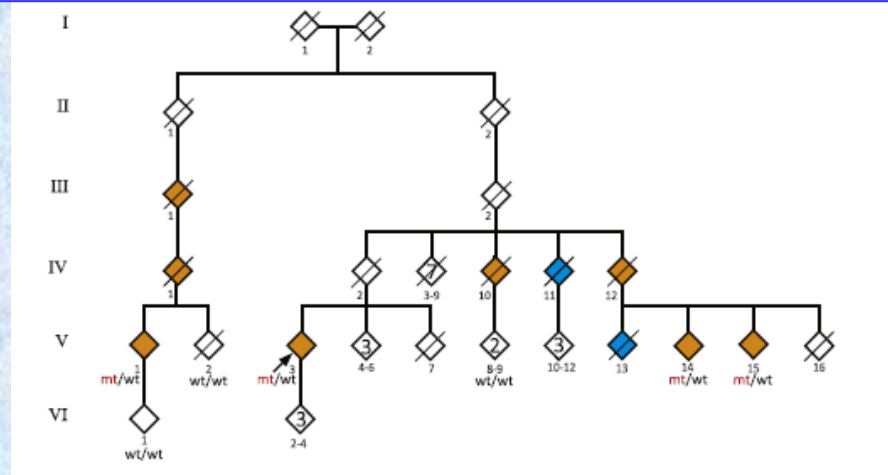 I
1 2
II
1 2
III
1 2
IV
7
1 2 3-9 10 11 12
V
3 2 3
1 2 3 4-6 7 8-9 10-12 13 14 15 16
mt/wt wt/wt mt/wt wt/wt mt/wt mt/wt
VI
3
1 2-4
wt/wt